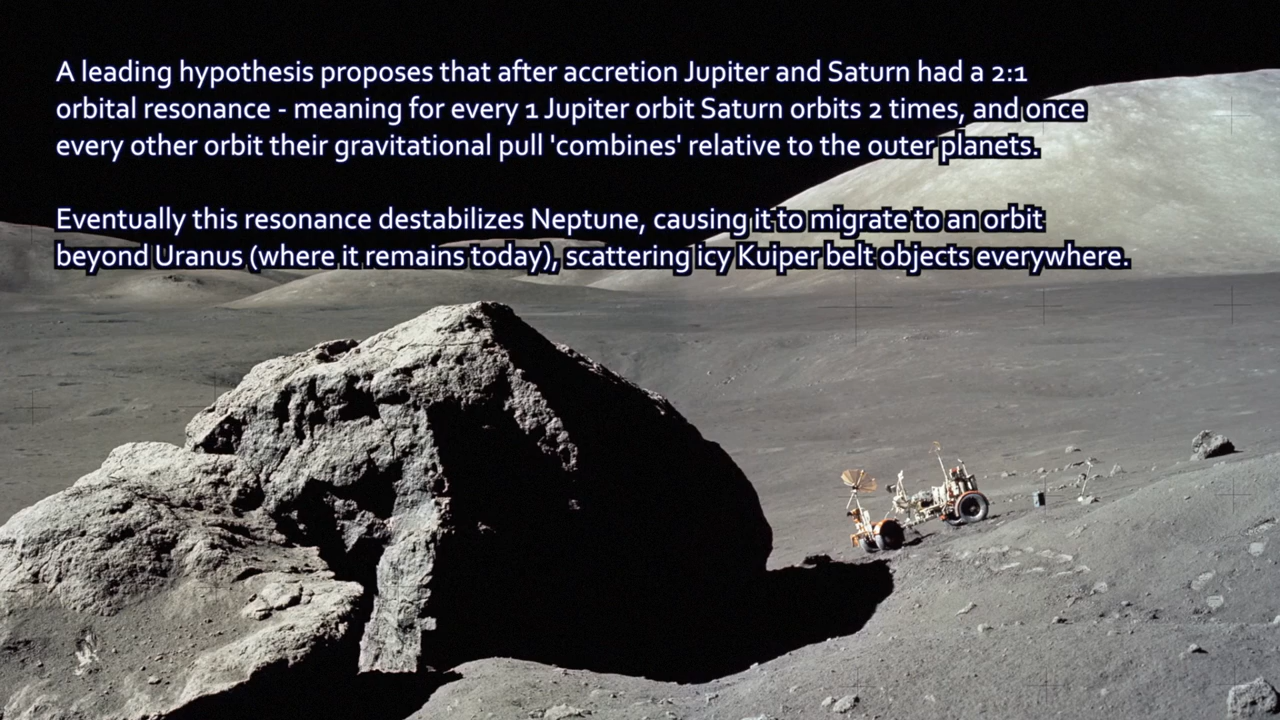 A leading hypothesis proposes that after accretion Jupiter and Saturn had a 2:1
orbital resonance - meaning for every 1 Jupiter orbit Saturn orbits 2 times, and once
every other orbit their gravitational pull 'combines' relative to the outer planets.
Eventually this resonance destabilizes Neptune, causing it to migrate to an orbit
beyond Uranus (where it remains today), scattering icy Kuiper belt objects everywhere.